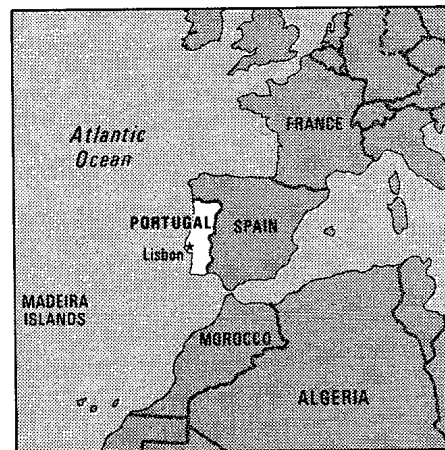 Atlantic
Ocean
FRANCE
PORTUGAL
SPAIN
Lisbon
MADEIRA
ISLANDS
MOROCCO
ALGERIA